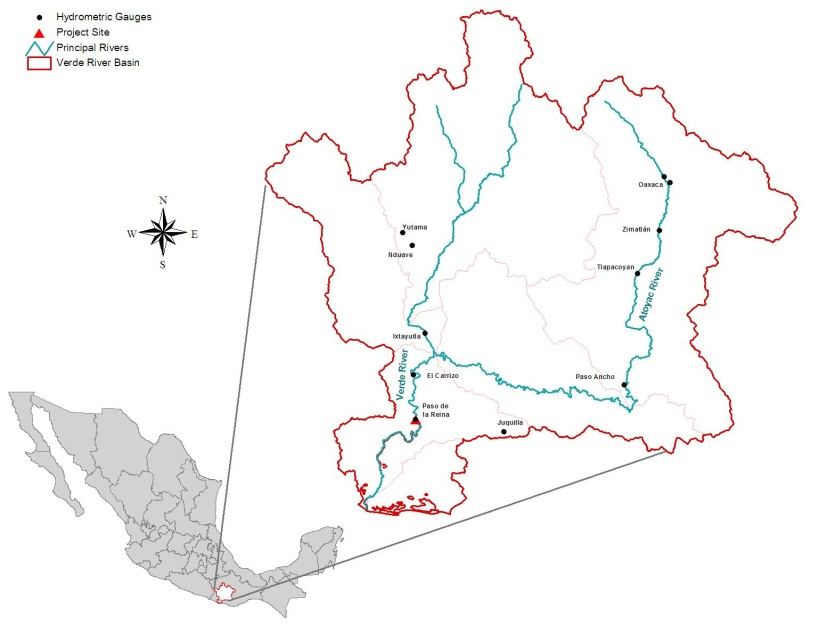 Hydrometric Gauges
Project Site
Principal Rivers
Verde River Basin
N
W
E
S
Oaxaca
Yutama
Zimatlán
Nduave
Tlapacoyan
Atoyac River
Ixtayutla
Verde River
El Carrizo
Paso Ancho
Paso de
la Reina
Juquilla